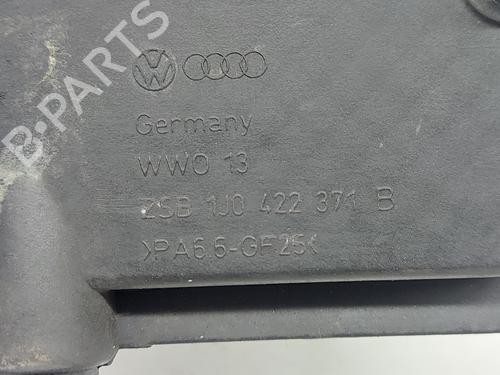 B-PARTS
Germany
WWO 13
ZSB 1J0 422 371 B
>PA6.6-GF25<